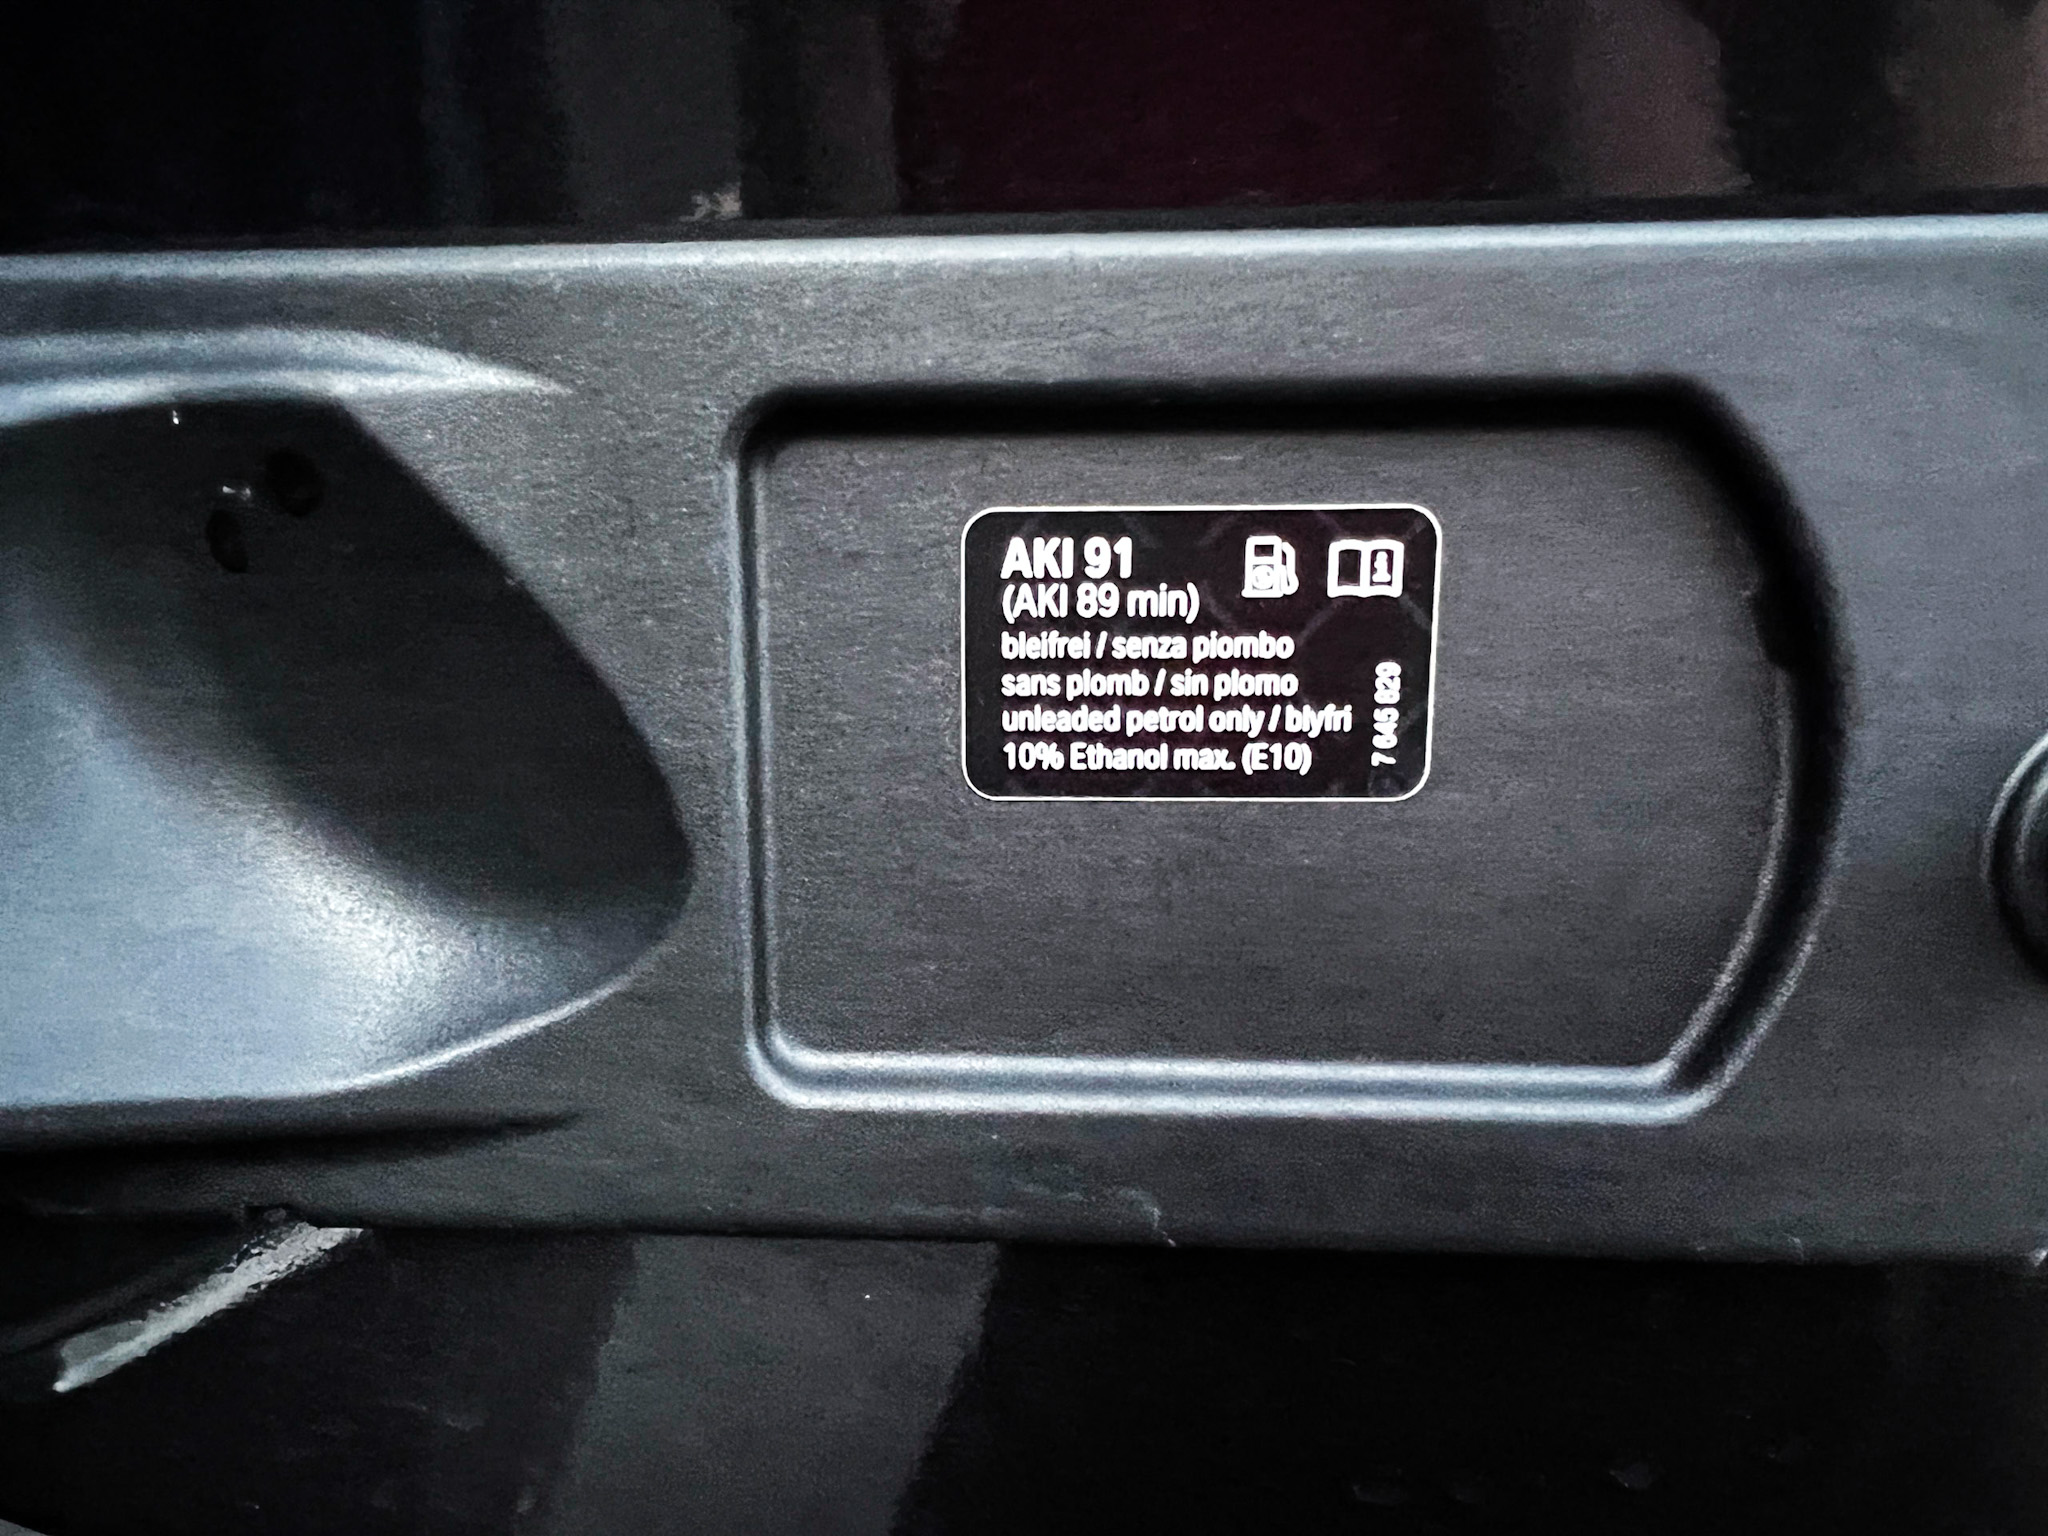 AKI 91
(AKI 89 min)
bleifrei / senza piombo
sans plomb / sin plomo
unleaded petrol only / blyfri
10% Ethanol max. (E10)
7 645 829